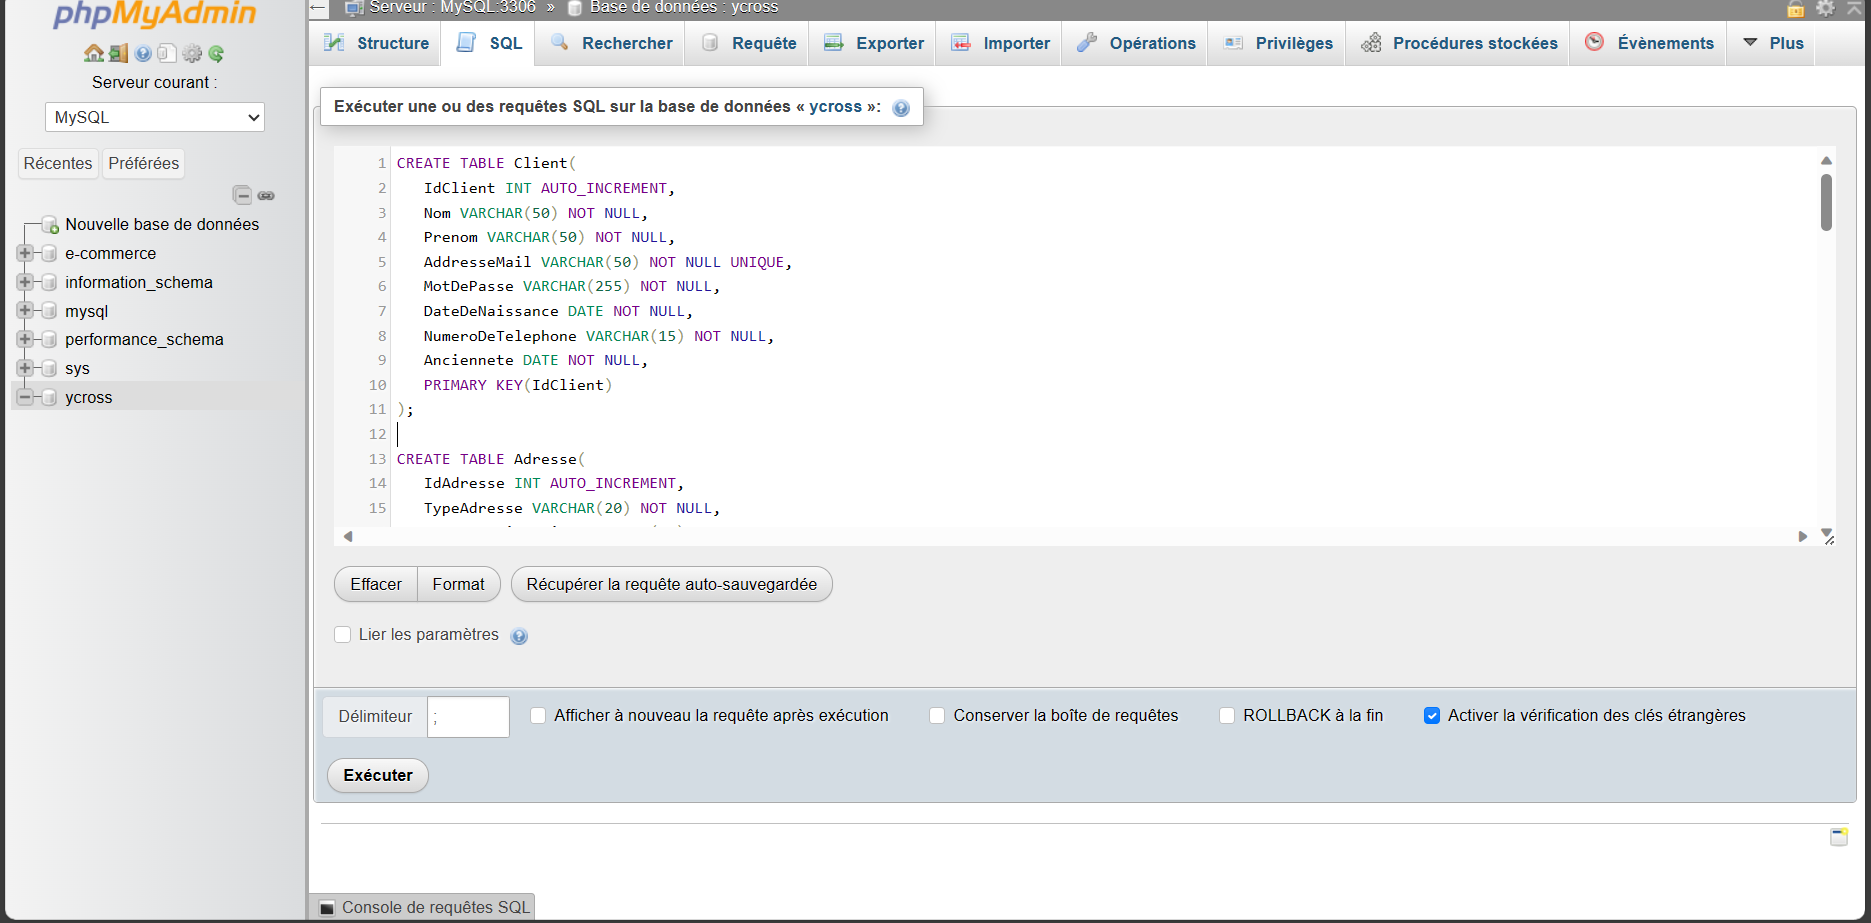 phpMyAdmin
Serveur courant :
MySQL
Récentes
Préférées
Nouvelle base de données
e-commerce
information_schema
mysql
performance_schema
sys
ycross
Serveur : MySQL:3306 » Base de données : ycross
Structure
SQL
Rechercher
Requête
Exporter
Importer
Opérations
Privilèges
Procédures stockées
Évènements
Plus
Exécuter une ou des requêtes SQL sur la base de données « ycross »:
1 CREATE TABLE Client(
2 IdClient INT AUTO_INCREMENT,
3 Nom VARCHAR(50) NOT NULL,
4 Prenom VARCHAR(50) NOT NULL,
5 AddresseMail VARCHAR(50) NOT NULL UNIQUE,
6 MotDePasse VARCHAR(255) NOT NULL,
7 DateDeNaissance DATE NOT NULL,
8 NumeroDeTelephone VARCHAR(15) NOT NULL,
9 Anciennete DATE NOT NULL,
10 PRIMARY KEY(IdClient)
11 );
12
13 CREATE TABLE Adresse(
14 IdAdresse INT AUTO_INCREMENT,
15 TypeAdresse VARCHAR(20) NOT NULL,
Effacer
Format
Récupérer la requête auto-sauvegardée
Lier les paramètres
Délimiteur
;
Afficher à nouveau la requête après exécution
Conserver la boîte de requêtes
ROLLBACK à la fin
Activer la vérification des clés étrangères
Exécuter
Console de requêtes SQL